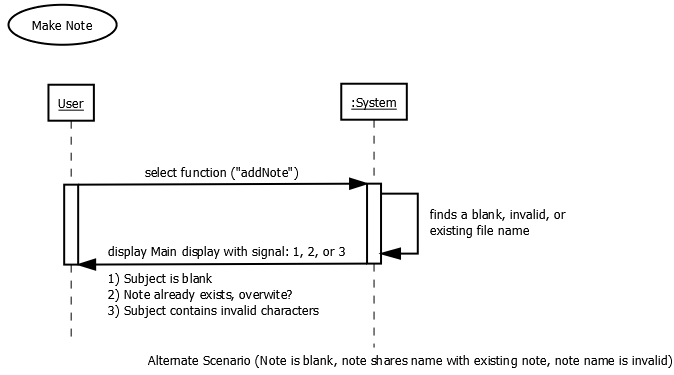 Make Note
User
:System
select function ("addNote")
finds a blank, invalid, or
existing file name
display Main display with signal: 1, 2, or 3
1) Subject is blank
2) Note already exists, overwite?
3) Subject contains invalid characters
Alternate Scenario (Note is blank, note shares name with existing note, note name is invalid)